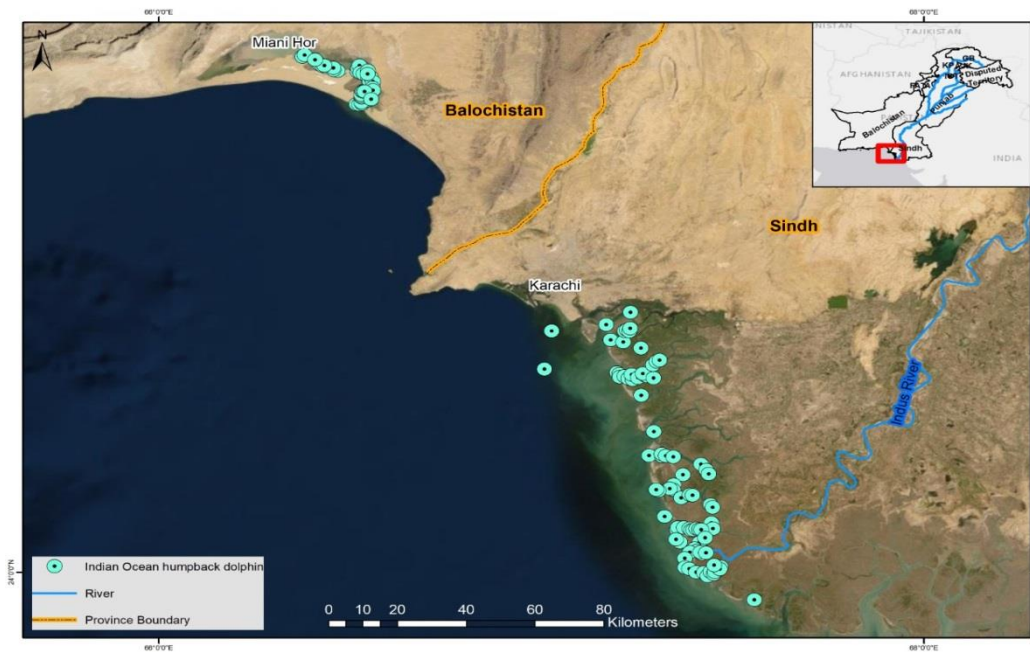 66°0'0"E
68°0'0"E
N
Miani Hor
Balochistan
Sindh
Karachi
Indus River
TAJIKISTAN
AFGHANISTAN
Disputed
Territory
Punjab
Balochistan
Sindh
INDIA
24°0'0"N
Indian Ocean humpback dolphin
River
Province Boundary
0 10 20 40 60 80
Kilometers
66°0'0"E
68°0'0"E